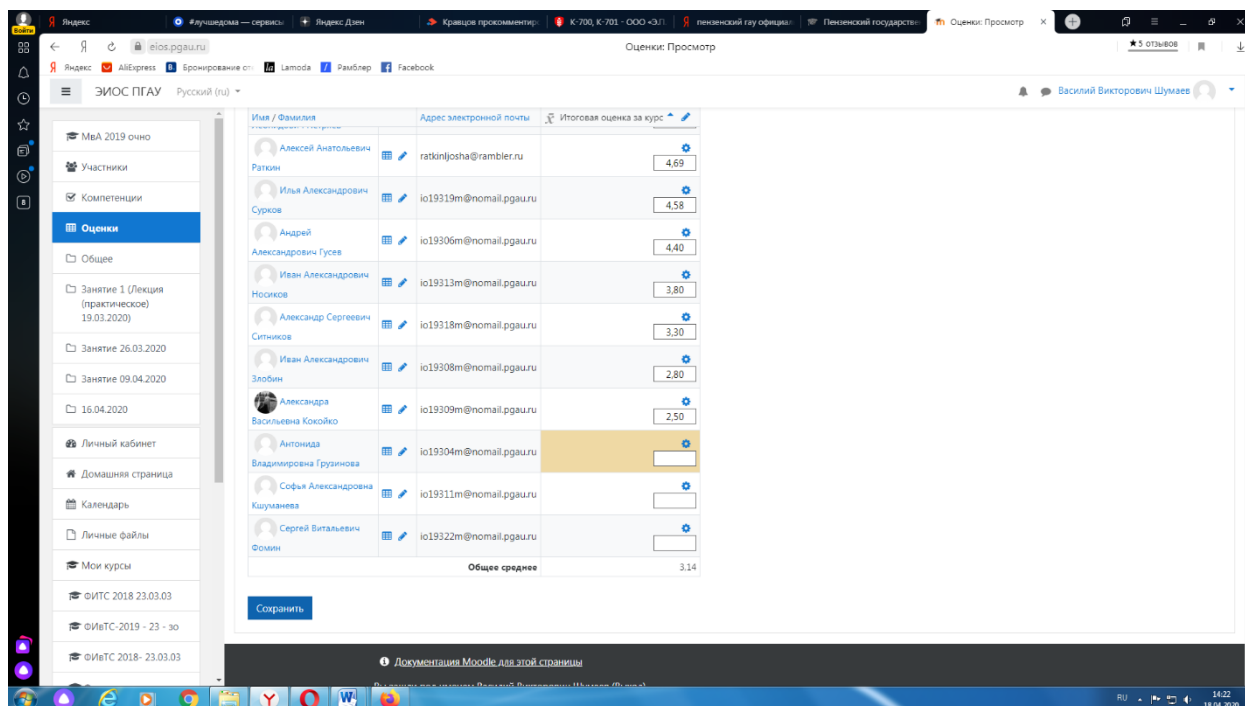 Войти
Яндекс
#лучшедома — сервисы
Яндекс Дзен
Кравцов прокомментир
К-700, К-701 - ООО «ЭЛ
пензенский гау официал
Пензенский государстве
Оценки: Просмотр
eios.pgau.ru
Оценки: Просмотр
★5 отзывов
Яндекс
AliExpress
Бронирование от
Lamoda
Рамблер
Facebook
ЭИОС ПГАУ
Русский (ru)
Василий Викторович Шумаев
МвА 2019 очно
Участники
Компетенции
Оценки
Общее
Занятие 1 (Лекция
(практическое)
19.03.2020)
Занятие 26.03.2020
Занятие 09.04.2020
16.04.2020
Личный кабинет
Домашняя страница
Календарь
Личные файлы
Мои курсы
ФИТС 2018 23.03.03
ФИвТС-2019 - 23 - зо
ФИвТС 2018- 23.03.03
Имя / Фамилия
Адрес электронной почты
Итоговая оценка за курс
Алексей Анатольевич
Раткин
ratkinljosha@rambler.ru
4,69
Илья Александрович
Сурков
io19319m@nomail.pgau.ru
4,58
Андрей
Александрович Гусев
io19306m@nomail.pgau.ru
4,40
Иван Александрович
Носиков
io19313m@nomail.pgau.ru
3,80
Александр Сергеевич
Ситников
io19318m@nomail.pgau.ru
3,30
Иван Александрович
Злобин
io19308m@nomail.pgau.ru
2,80
Александра
Васильевна Кокойко
io19309m@nomail.pgau.ru
2,50
Антонида
Владимировна Грузинова
io19304m@nomail.pgau.ru
Софья Александровна
Кшуманева
io19311m@nomail.pgau.ru
Сергей Витальевич
Фомин
io19322m@nomail.pgau.ru
Общее среднее
3,14
Сохранить
Документация Moodle для этой страницы
RU
14:22
18.04.2020